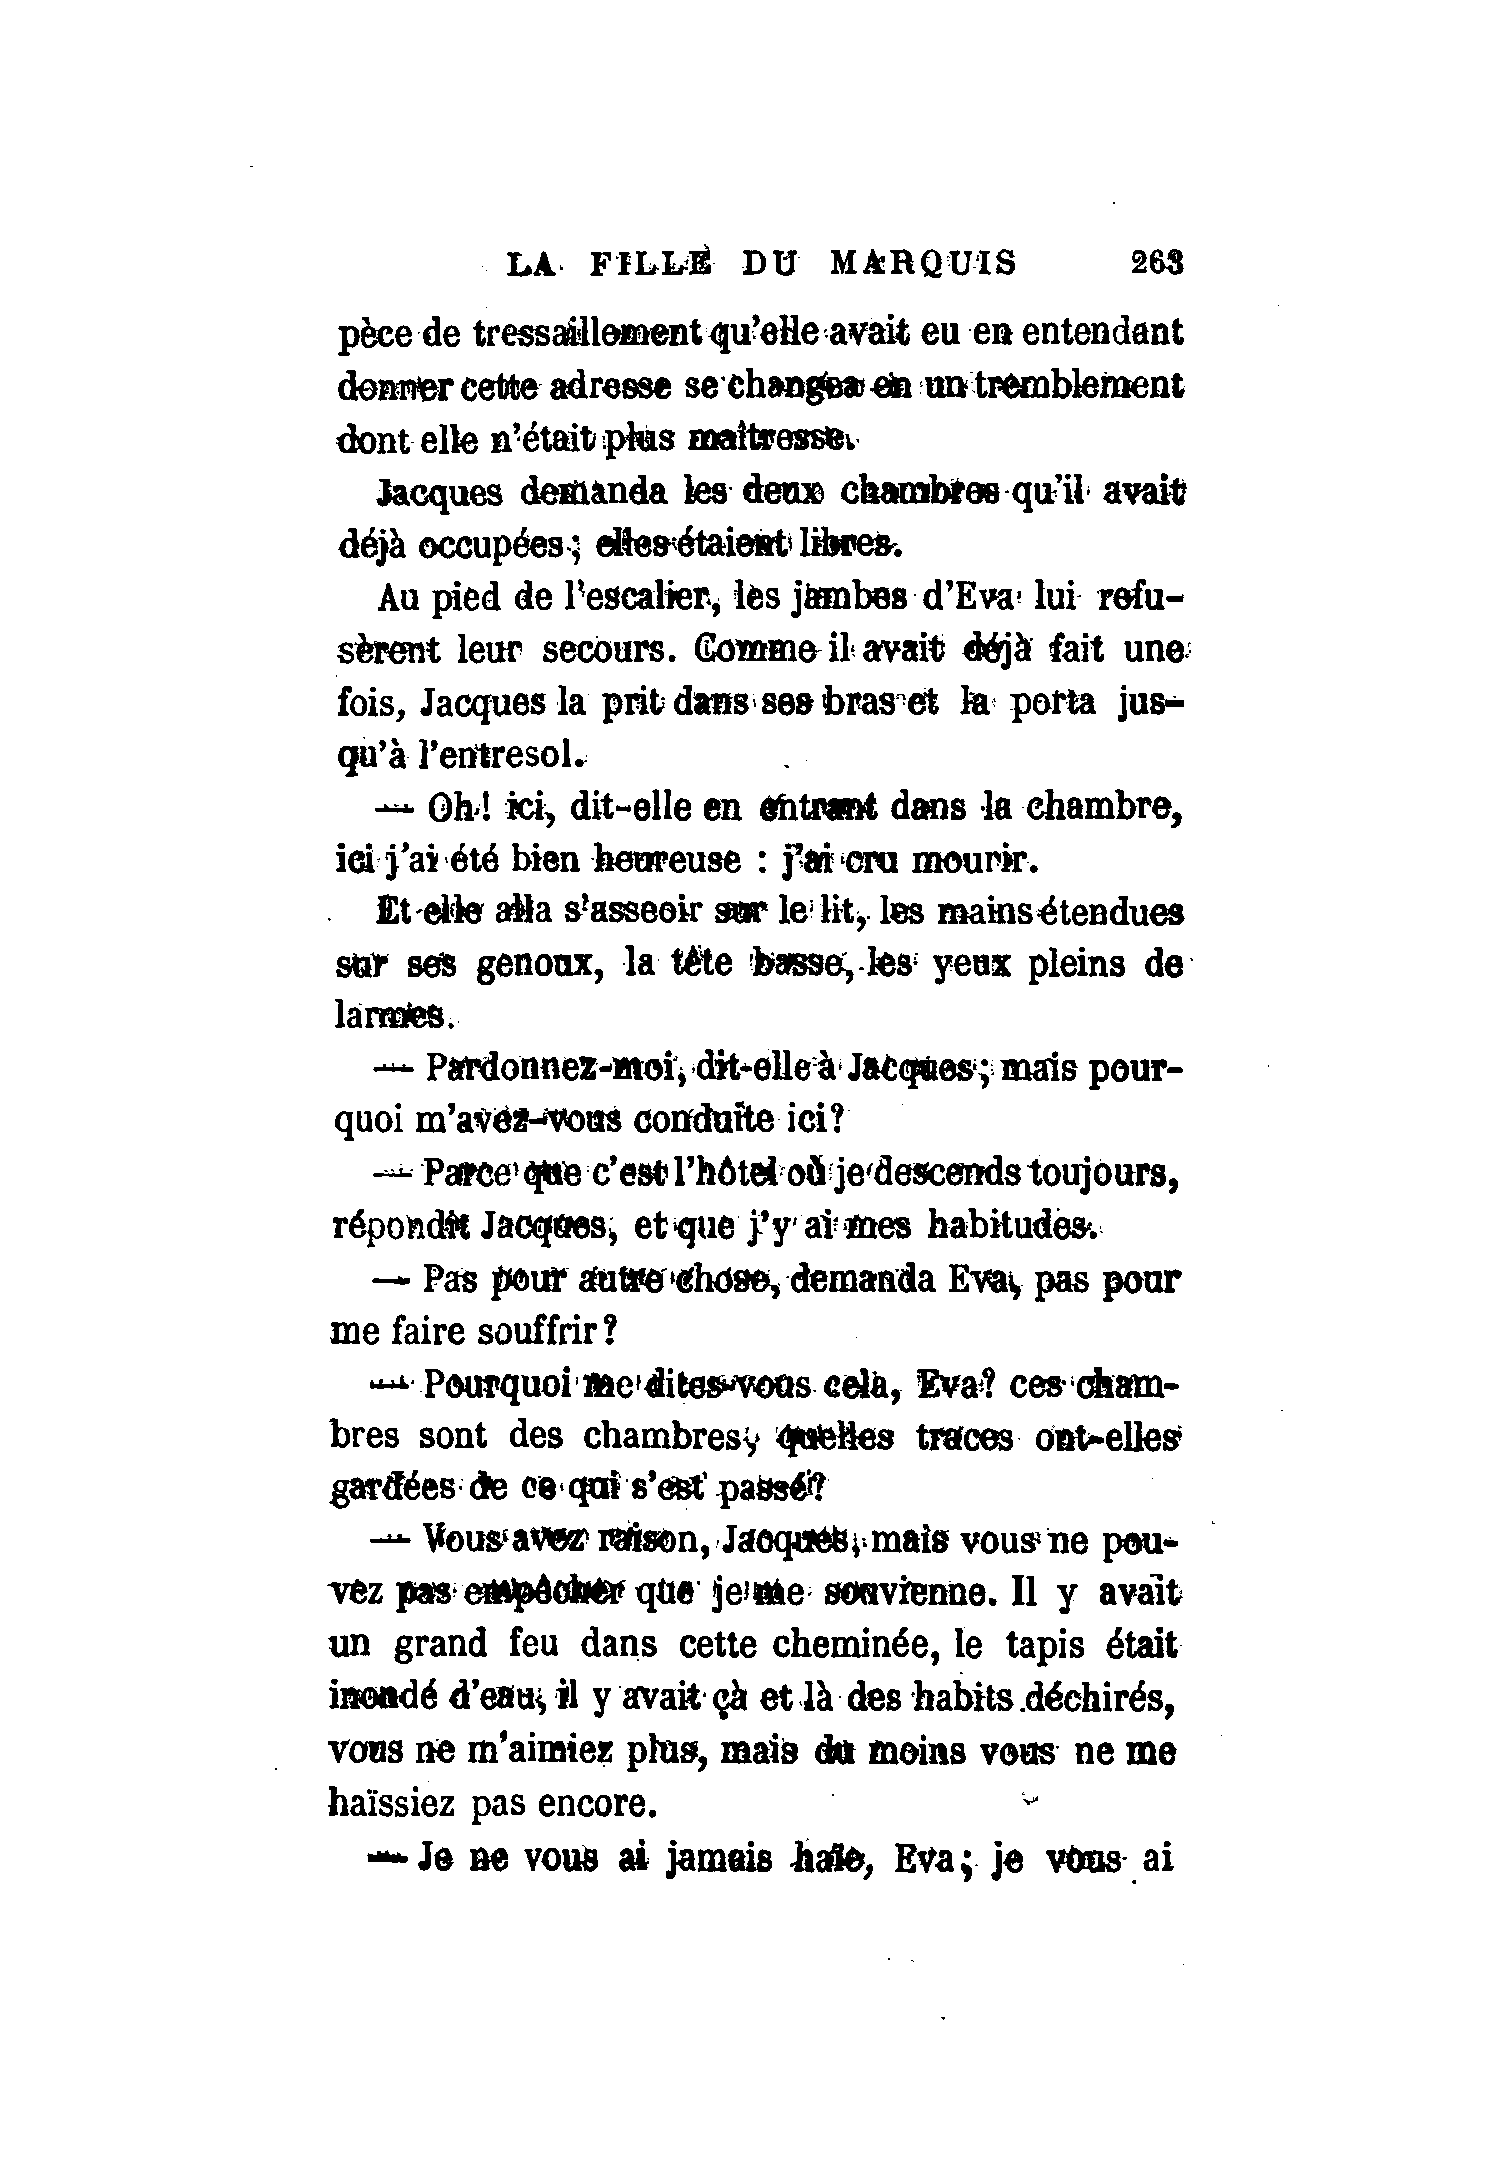 LA FILLE DU MARQUIS 263
pèce de tressaillement qu'elle avait eu en entendant
donner cette adresse se changea en un tremblement
dont elle n'était plus maîtresse.
Jacques demanda les deux chambres qu'il avait
déjà occupées ; elles étaient libres.
Au pied de l'escalier, les jambes d'Eva lui refu-
sèrent leur secours. Comme il avait déjà fait une
fois, Jacques la prit dans ses bras et la porta jus-
qu'à l'entresol.
— Oh! ici, dit-elle en entrant dans la chambre,
ici j'ai été bien heureuse : j'ai cru mourir.
Et elle alla s'asseoir sur le lit, les mains étendues
sur ses genoux, la tête basse, les yeux pleins de
larmes.
— Pardonnez-moi, dit-elle à Jacques ; mais pour-
quoi m'avez-vous conduite ici?
— Parce que c'est l'hôtel où je descends toujours,
répondit Jacques, et que j'y ai mes habitudes.
— Pas pour autre chose, demanda Eva, pas pour
me faire souffrir?
— Pourquoi me dites-vous cela, Eva? ces cham-
bres sont des chambres, quelles traces ont-elles
gardées de ce qui s'est passé?
— Vous avez raison, Jacques, mais vous ne pou-
vez pas empêcher que je me souvienne. Il y avait
un grand feu dans cette cheminée, le tapis était
inondé d'eau, il y avait çà et là des habits déchirés,
vous ne m'aimiez plus, mais du moins vous ne me
haïssiez pas encore.
— Je ne vous ai jamais haïe, Eva ; je vous ai